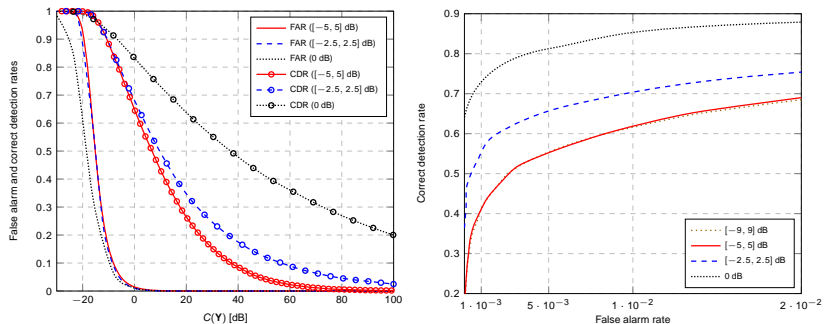 False alarm and correct detection rates
1
0.9
0.8
0.7
0.6
0.5
0.4
0.3
0.2
0.1
0
−20
0
20
40
60
80
100
C(Y) [dB]
FAR ([−5, 5] dB)
FAR ([−2.5, 2.5] dB)
FAR (0 dB)
CDR ([−5, 5] dB)
CDR ([−2.5, 2.5] dB)
CDR (0 dB)
Correct detection rate
0.9
0.8
0.7
0.6
0.5
0.4
0.3
0.2
1 · 10−3
5 · 10−3
1 · 10−2
2 · 10−2
False alarm rate
[−9, 9] dB
[−5, 5] dB
[−2.5, 2.5] dB
0 dB